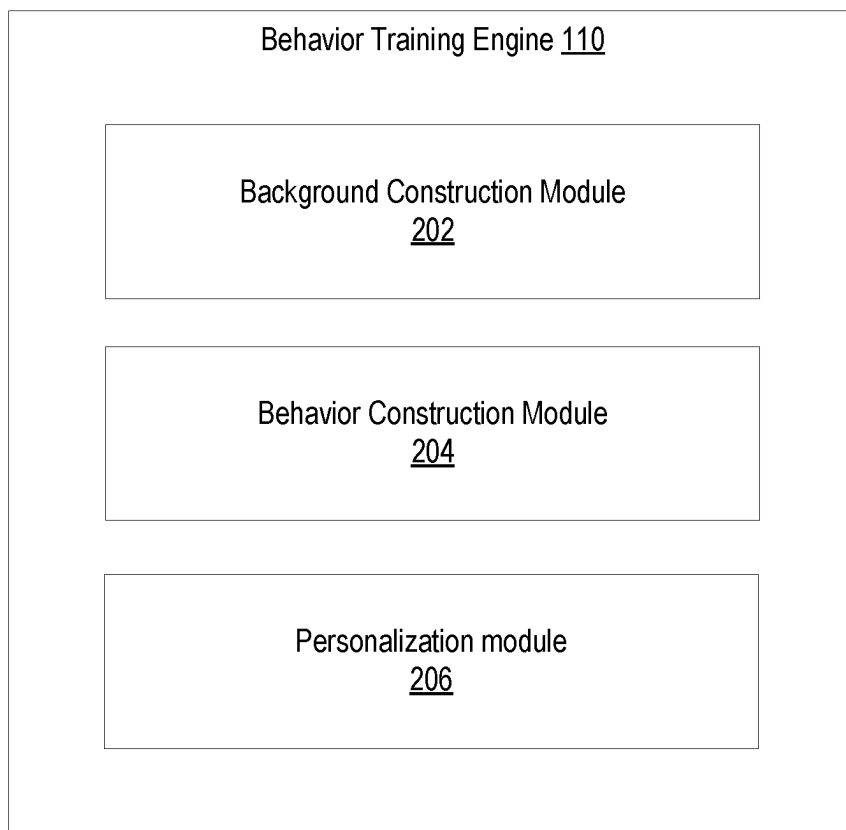 Behavior Training Engine 110
Background Construction Module
202
Behavior Construction Module
204
Personalization module
206